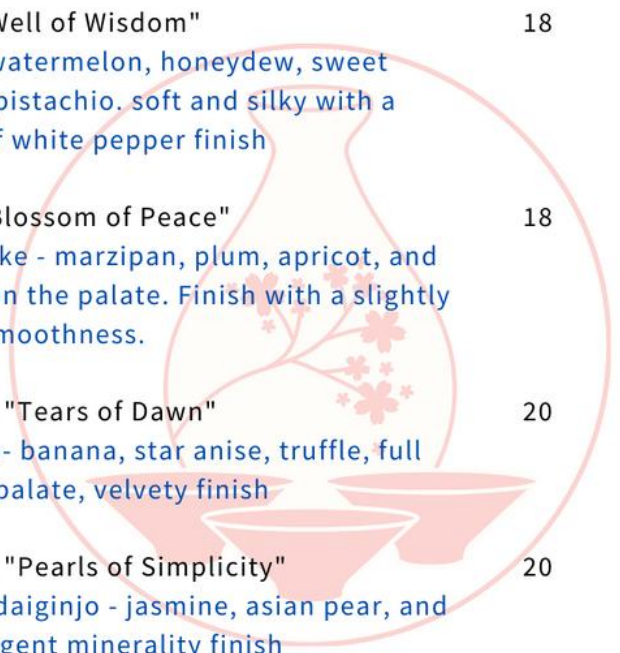 Well of Wisdom" 18
watermelon, honeydew, sweet
pistachio. soft and silky with a
f white pepper finish
Blossom of Peace" 18
ke - marzipan, plum, apricot, and
n the palate. Finish with a slightly
moothness.
"Tears of Dawn" 20
- banana, star anise, truffle, full
palate, velvety finish
"Pearls of Simplicity" 20
daiginjo - jasmine, asian pear, and
gent minerality finish